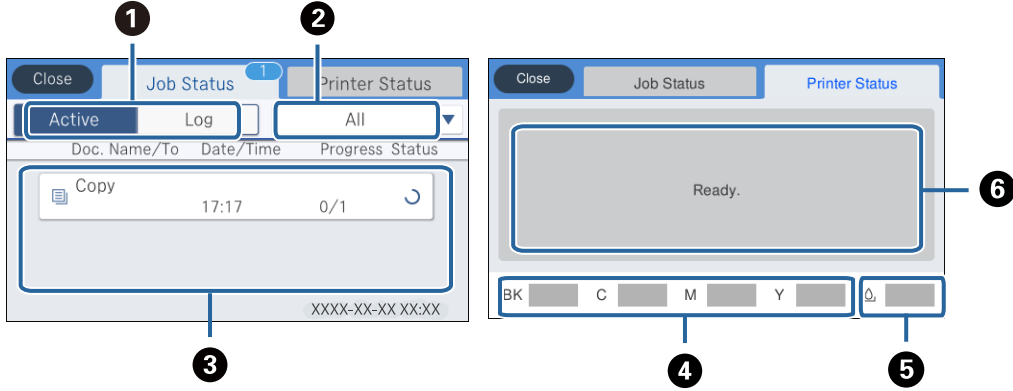 1 2
Close Job Status 1 Printer Status
Active Log All
Doc. Name/To Date/Time Progress Status
Copy
17:17 0/1
XXXX-XX-XX XX:XX
3
Close Job Status Printer Status
Ready.
6
BK C M Y
4 5